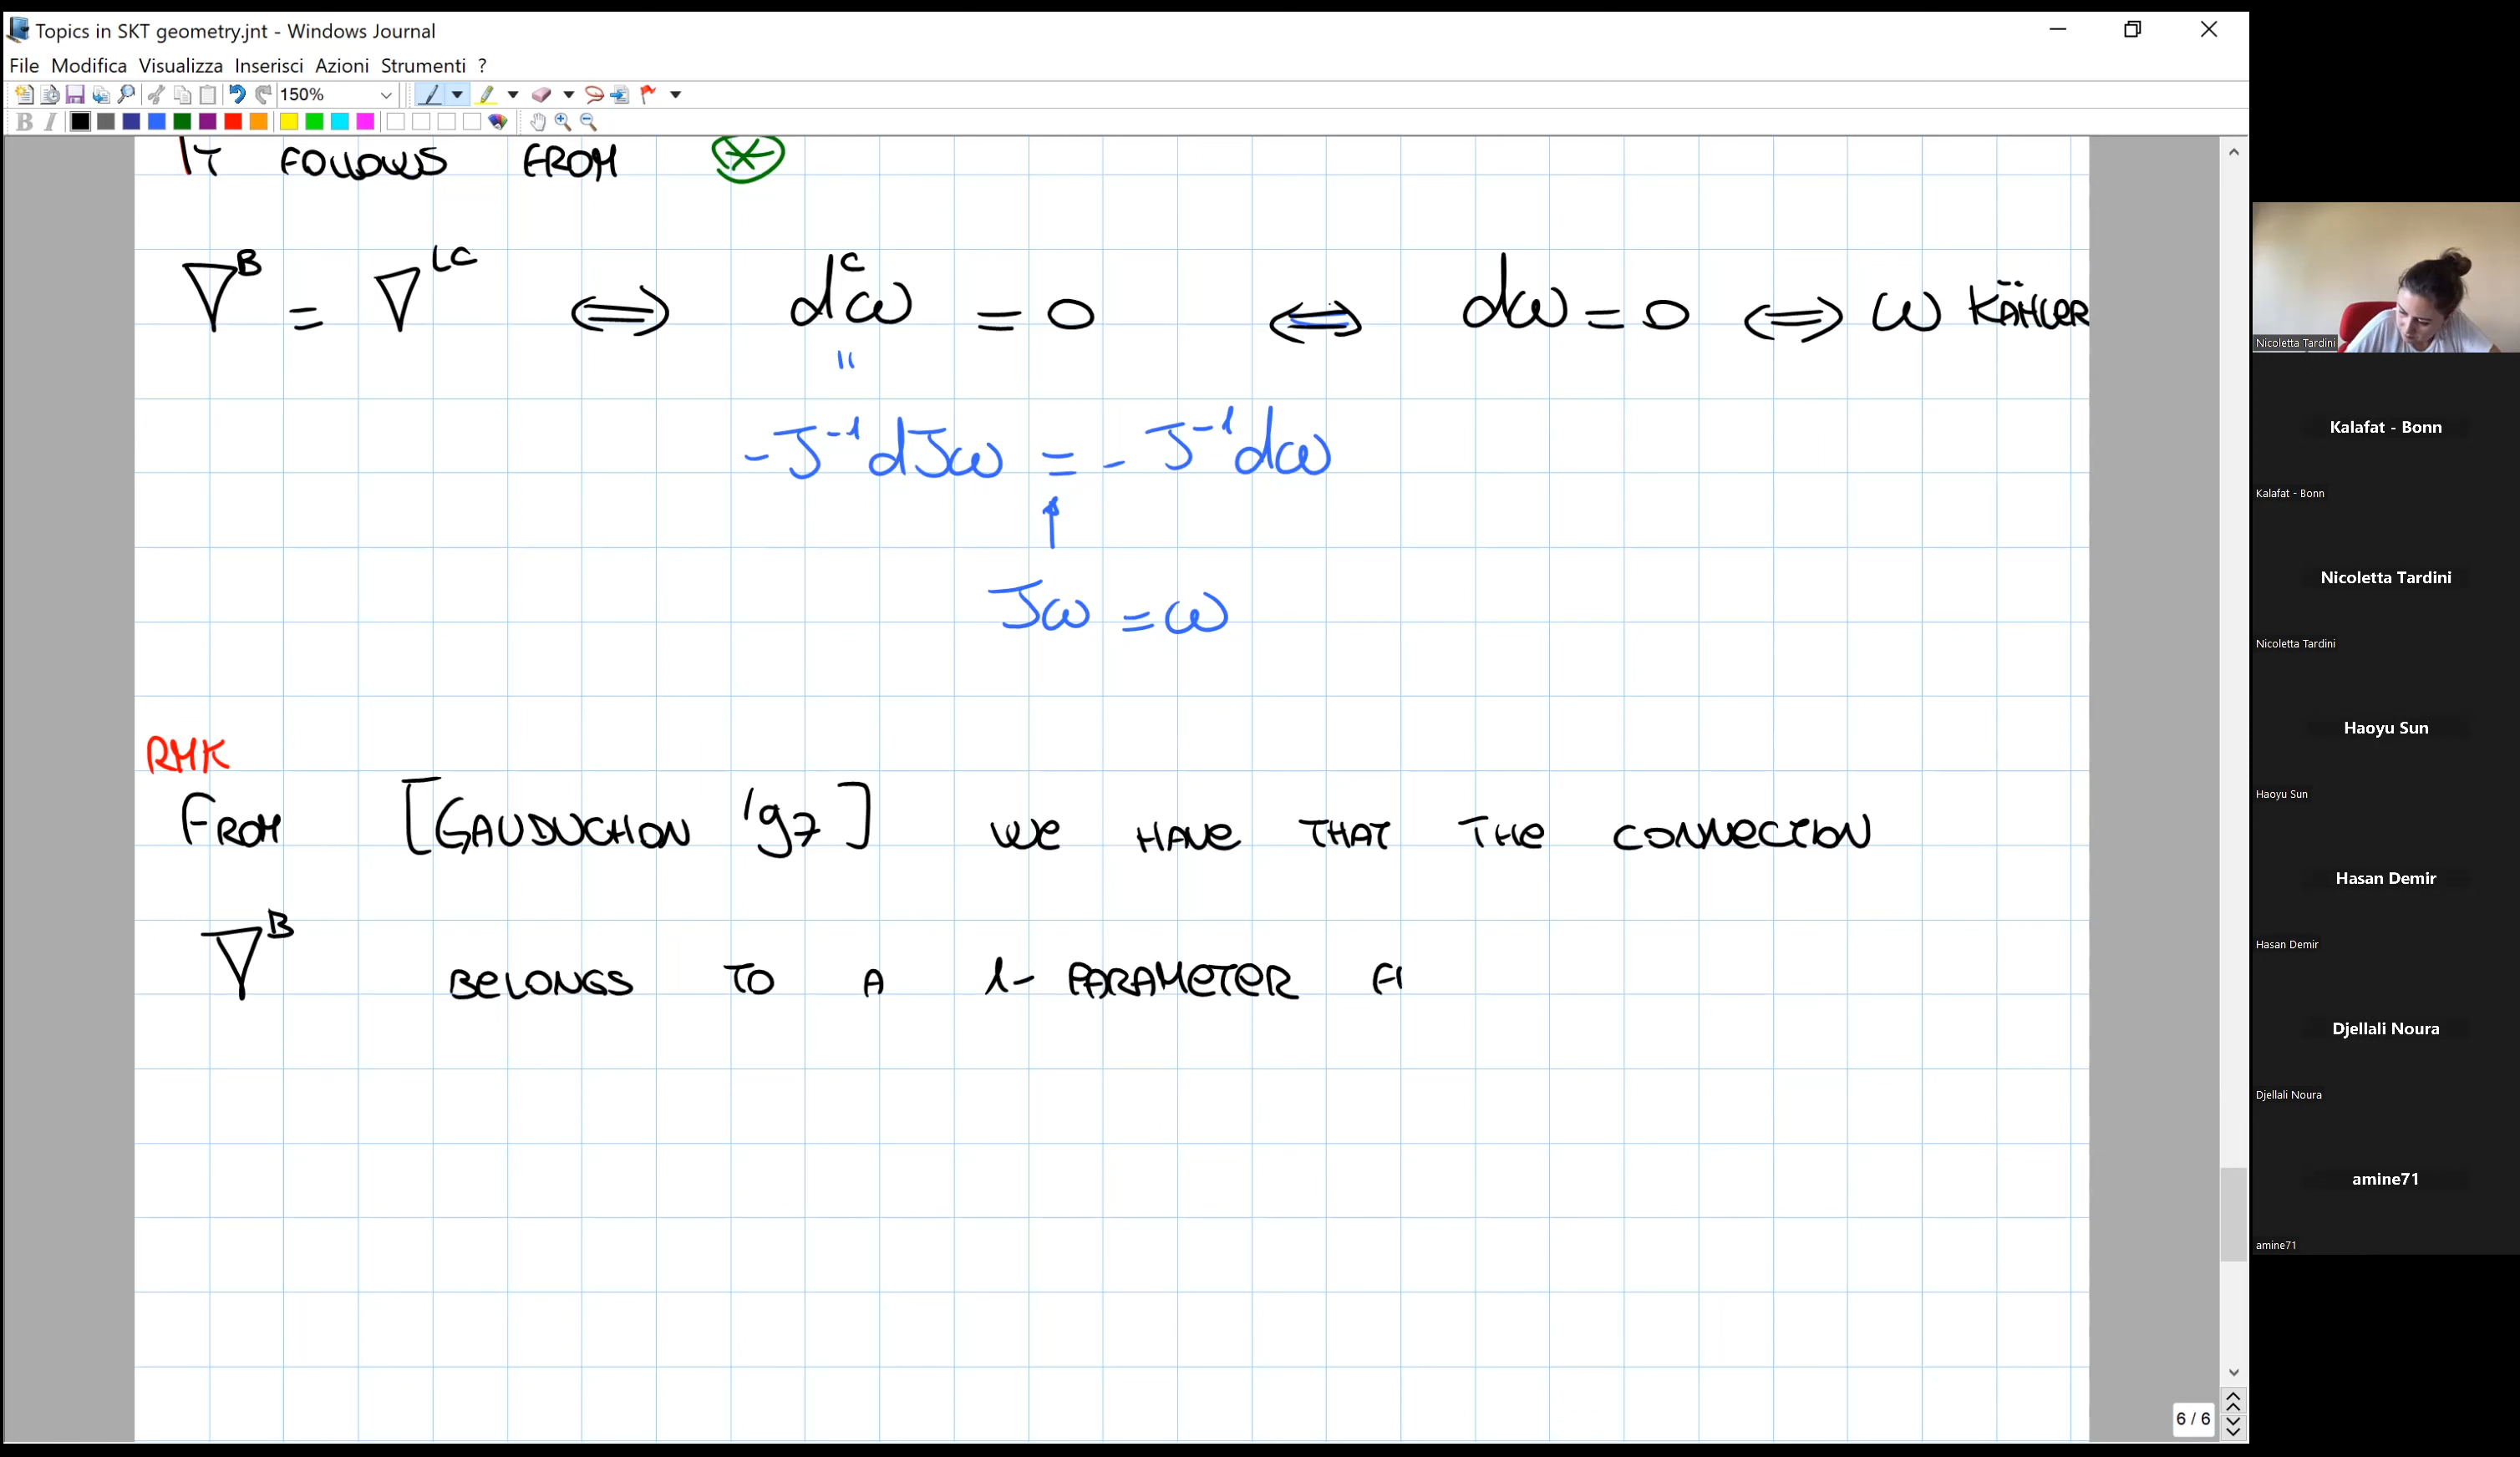 Topics in SKT geometry.jnt - Windows Journal
File Modifica Visualizza Inserisci Azioni Strumenti ?
150%
B I
IT FOLLOWS FROM ⊛
∇^B = ∇^LC ⟺ d^cω = 0 ⟺ dω = 0 ⟺ ω KÄHLER
"
-J^-1 dJω = - J^-1 dω
↑
Jω = ω
RMK
FROM [GAUDUCHON '97] WE HAVE THAT THE CONNECTION
∇^B BELONGS TO A 1- PARAMETER
6 / 6
Nicoletta Tardini
Kalafat - Bonn
Kalafat - Bonn
Nicoletta Tardini
Nicoletta Tardini
Haoyu Sun
Haoyu Sun
Hasan Demir
Hasan Demir
Djellali Noura
Djellali Noura
amine71
amine71